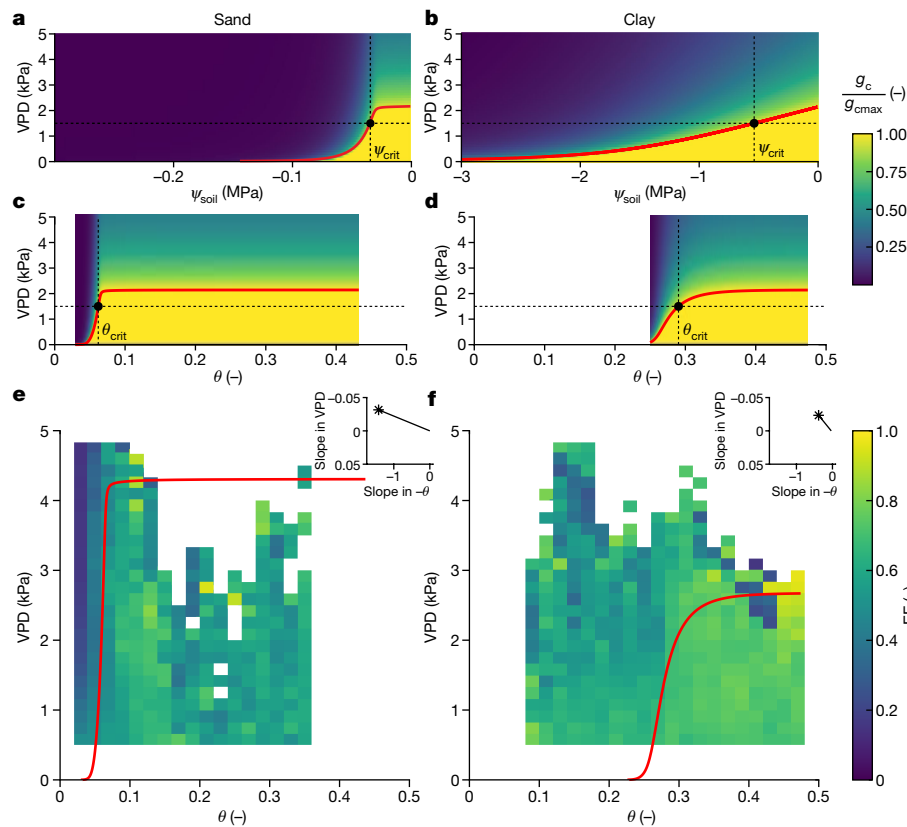 a Sand
b Clay
VPD (kPa)
5
4
3
2
1
0
−0.2 −0.1 0
ψsoil (MPa)
ψcrit
VPD (kPa)
5
4
3
2
1
0
−3 −2 −1 0
ψsoil (MPa)
ψcrit
gc
gcmax (–)
1.00
0.75
0.50
0.25
c
VPD (kPa)
5
4
3
2
1
0
0 0.1 0.2 0.3 0.4 0.5
θ (–)
θcrit
d
VPD (kPa)
5
4
3
2
1
0
0 0.1 0.2 0.3 0.4 0.5
θ (–)
θcrit
e
VPD (kPa)
5
4
3
2
1
0
0 0.1 0.2 0.3 0.4 0.5
θ (–)
Slope in VPD
−0.05
0
0.05
−1 0
Slope in −θ
f
VPD (kPa)
5
4
3
2
1
0
0.1 0.2 0.3 0.4 0.5
θ (–)
Slope in VPD
−0.05
0
0.05
−1 0
Slope in −θ
1.0
0.8
0.6
0.4
0.2
0